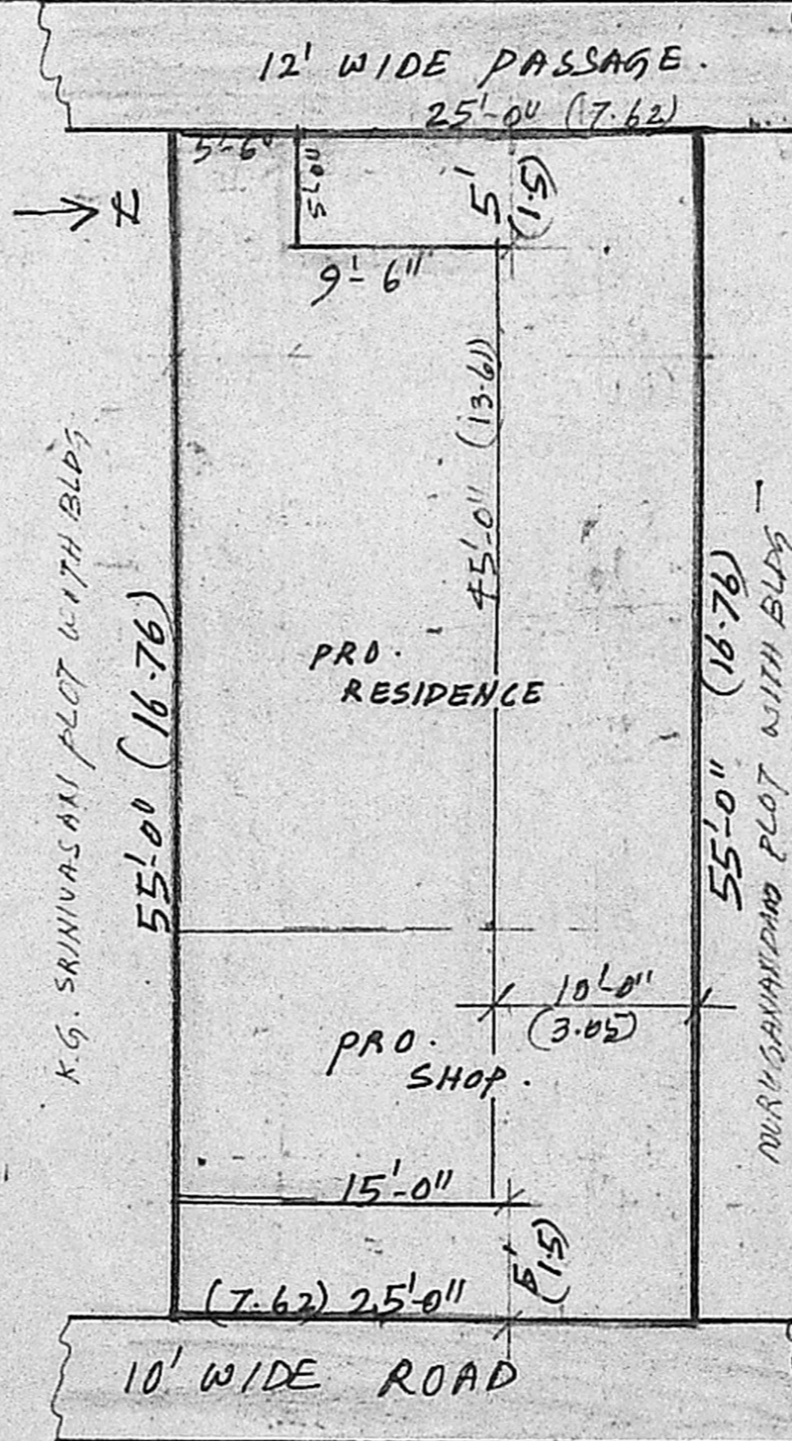 12' WIDE PASSAGE.
25'-0" (7.62)
5'-6"
5'-0"
5'
(1.5)
9'-6"
45'-0" (13.61)
K.G. SRINIVASAN PLOT WITH BLDG
55'-0" (16.76)
PRO.
RESIDENCE
55'-0" (16.76)
PLOT WITH BLDG
10'-0"
(3.05)
PRO.
SHOP.
15'-0"
5'
(1.5)
(7.62) 25'-0"
10' WIDE ROAD